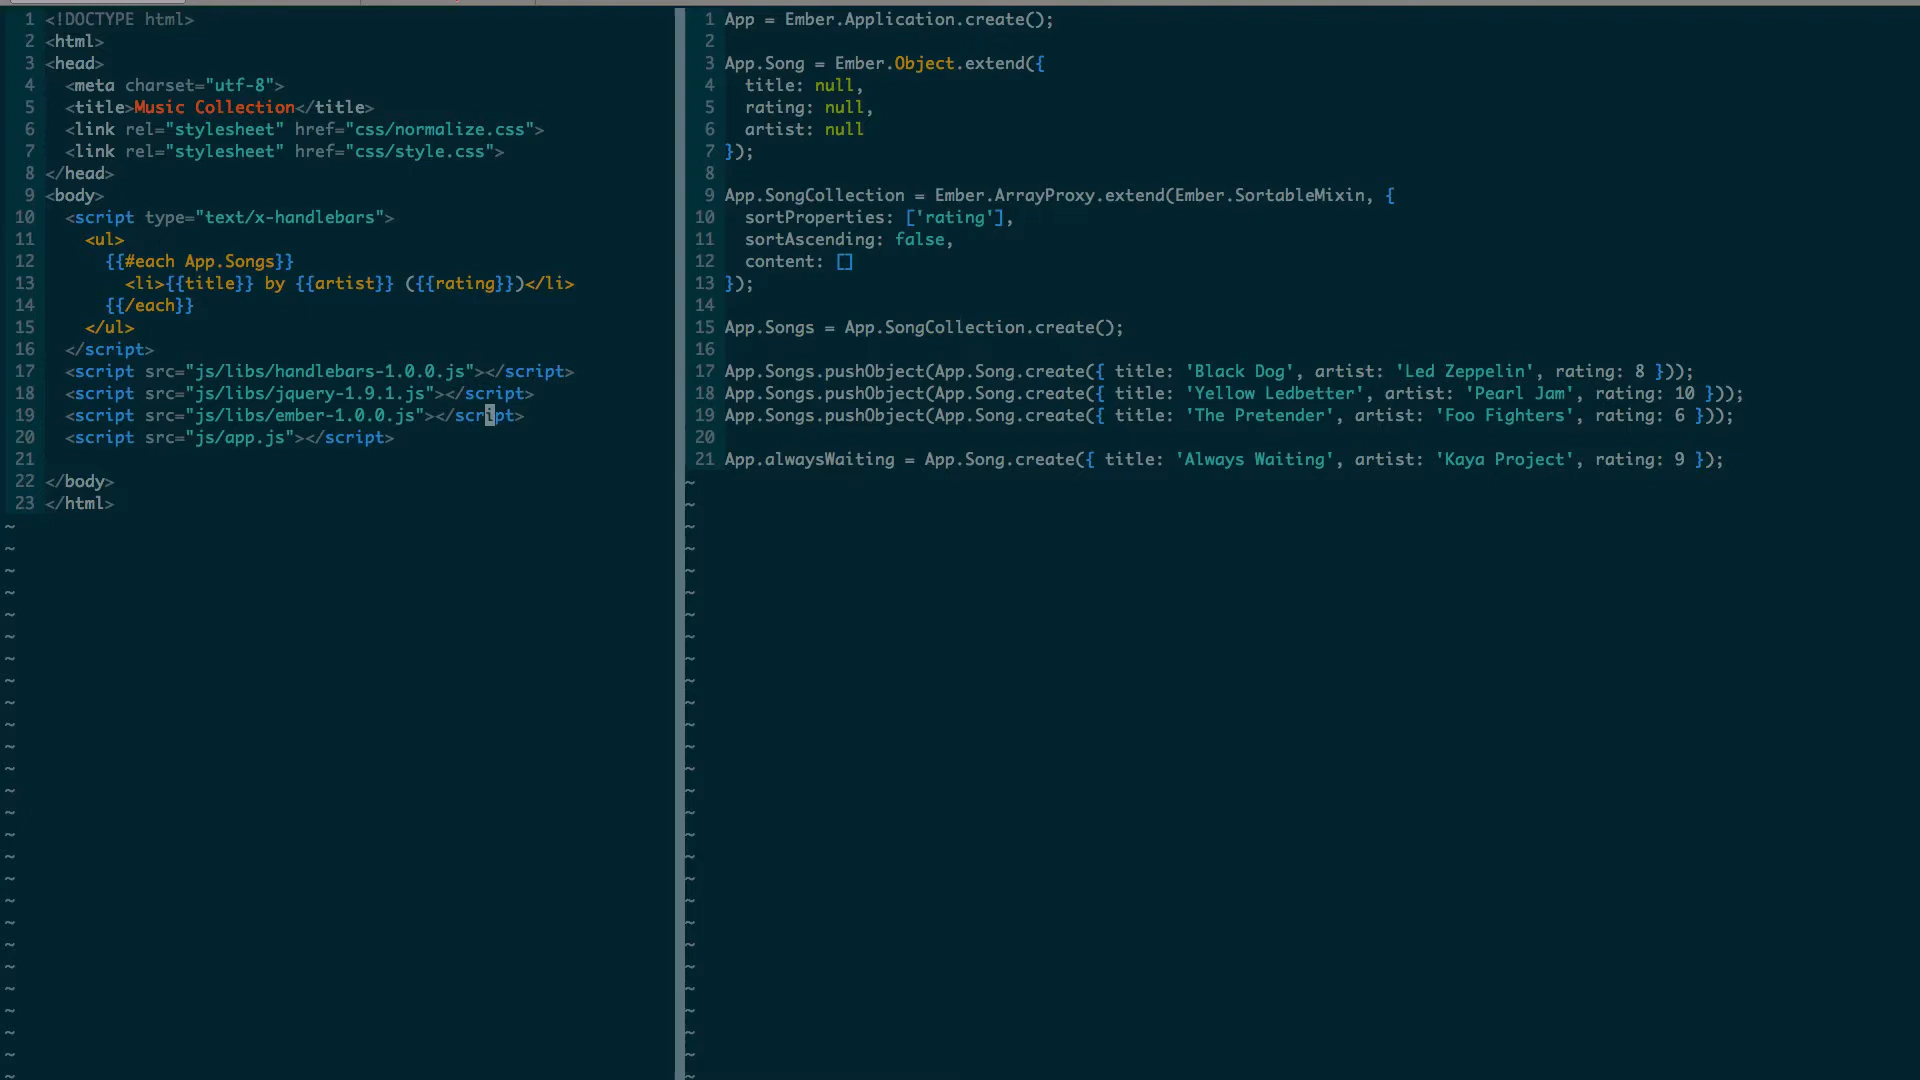 1 <!DOCTYPE html>
2 <html>
3 <head>
4   <meta charset="utf-8">
5   <title>Music Collection</title>
6   <link rel="stylesheet" href="css/normalize.css">
7   <link rel="stylesheet" href="css/style.css">
8 </head>
9 <body>
10   <script type="text/x-handlebars">
11     <ul>
12       {{#each App.Songs}}
13         <li>{{title}} by {{artist}} ({{rating}})</li>
14       {{/each}}
15     </ul>
16   </script>
17   <script src="js/libs/handlebars-1.0.0.js"></script>
18   <script src="js/libs/jquery-1.9.1.js"></script>
19   <script src="js/libs/ember-1.0.0.js"></script>
20   <script src="js/app.js"></script>
21
22 </body>
23 </html>
1 App = Ember.Application.create();
2
3 App.Song = Ember.Object.extend({
4   title: null,
5   rating: null,
6   artist: null
7 });
8
9 App.SongCollection = Ember.ArrayProxy.extend(Ember.SortableMixin, {
10   sortProperties: ['rating'],
11   sortAscending: false,
12   content: []
13 });
14
15 App.Songs = App.SongCollection.create();
16
17 App.Songs.pushObject(App.Song.create({ title: 'Black Dog', artist: 'Led Zeppelin', rating: 8 }));
18 App.Songs.pushObject(App.Song.create({ title: 'Yellow Ledbetter', artist: 'Pearl Jam', rating: 10 }));
19 App.Songs.pushObject(App.Song.create({ title: 'The Pretender', artist: 'Foo Fighters', rating: 6 }));
20
21 App.alwaysWaiting = App.Song.create({ title: 'Always Waiting', artist: 'Kaya Project', rating: 9 });